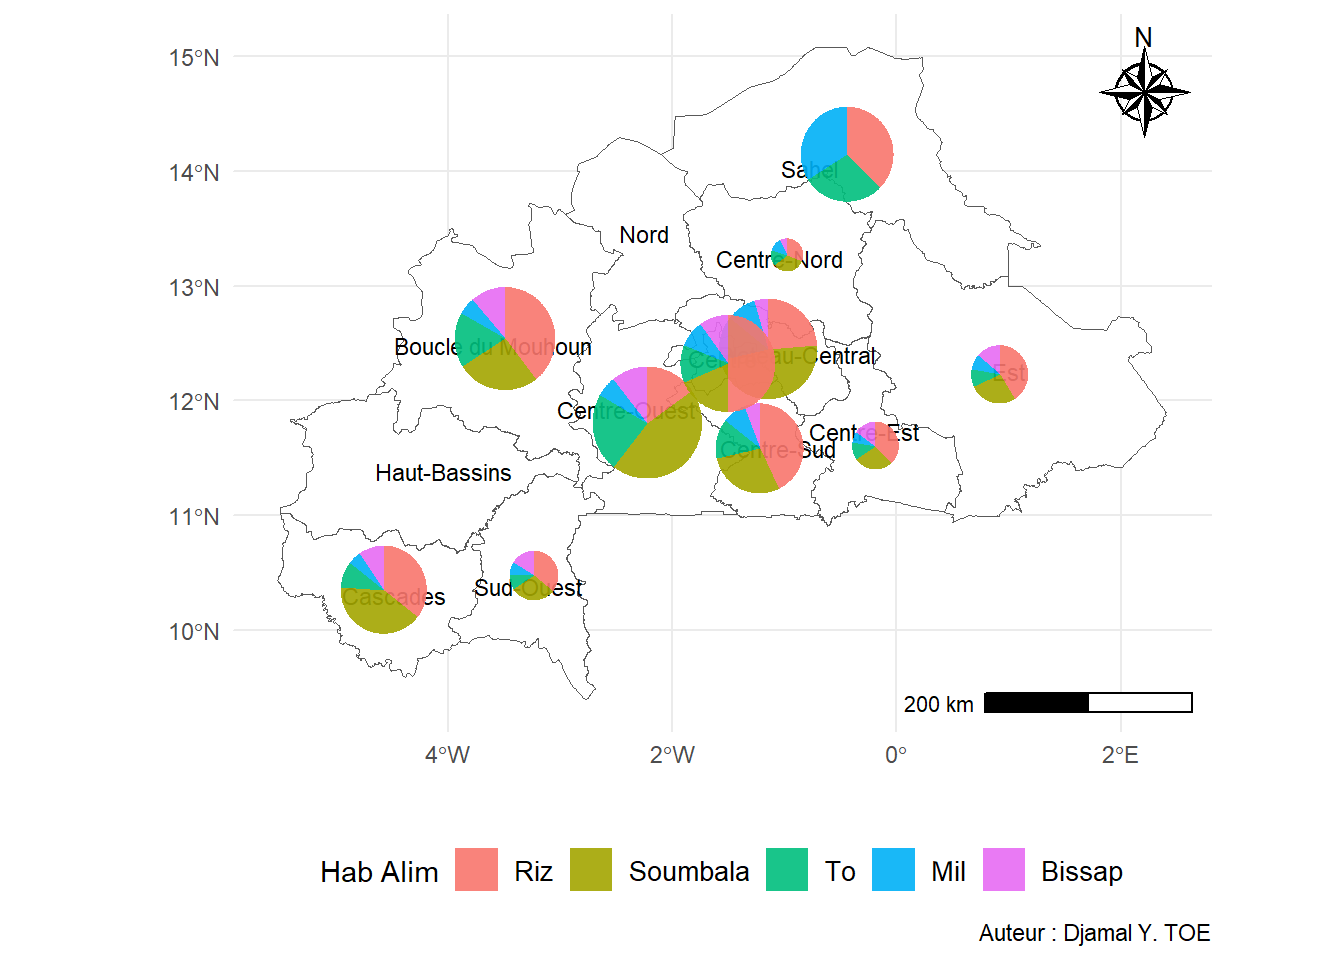 N
15°N
14°N
13°N
12°N
11°N
10°N
Sahel
Nord
Centre-Nord
Boucle du Mouhoun
Est
Centre-Ouest
Centre-Est
Centre-Sud
Haut-Bassins
Sud-Ouest
Cascades
200 km
4°W
2°W
0°
2°E
Hab Alim
Riz
Soumbala
To
Mil
Bissap
Auteur : Djamal Y. TOE